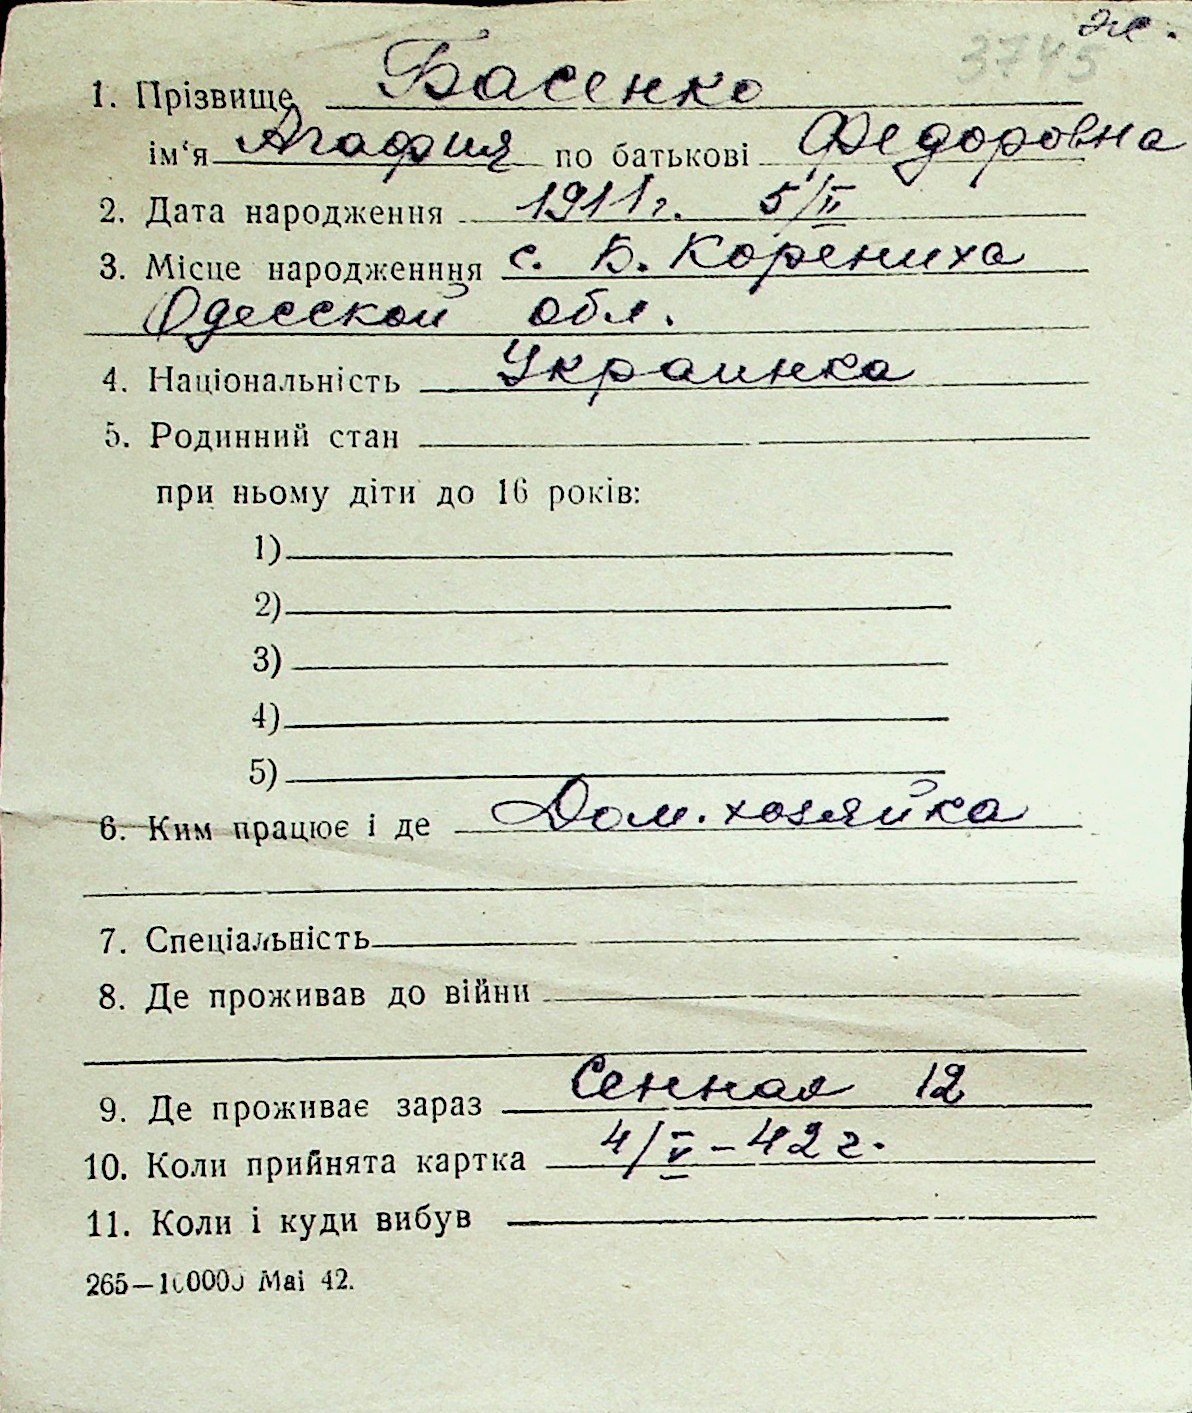 ж.
3745
1. Прізвище Басенко
ім'я Агафия по батькові Федоровна
2. Дата народження 1911 г. 5/II
3. Місце народженння с. Б. Корениха
Одесской обл.
4. Національність Украинка
5. Родинний стан
при ньому діти до 16 років:
1)
2)
3)
4)
5)
6. Ким працює і де Дом. хозяйка
7. Спеціальність
8. Де проживав до війни
9. Де проживає зараз Сенная 12
10. Коли прийнята картка 4/V – 42 г.
11. Коли і куди вибув
265—10000J Mai 42.